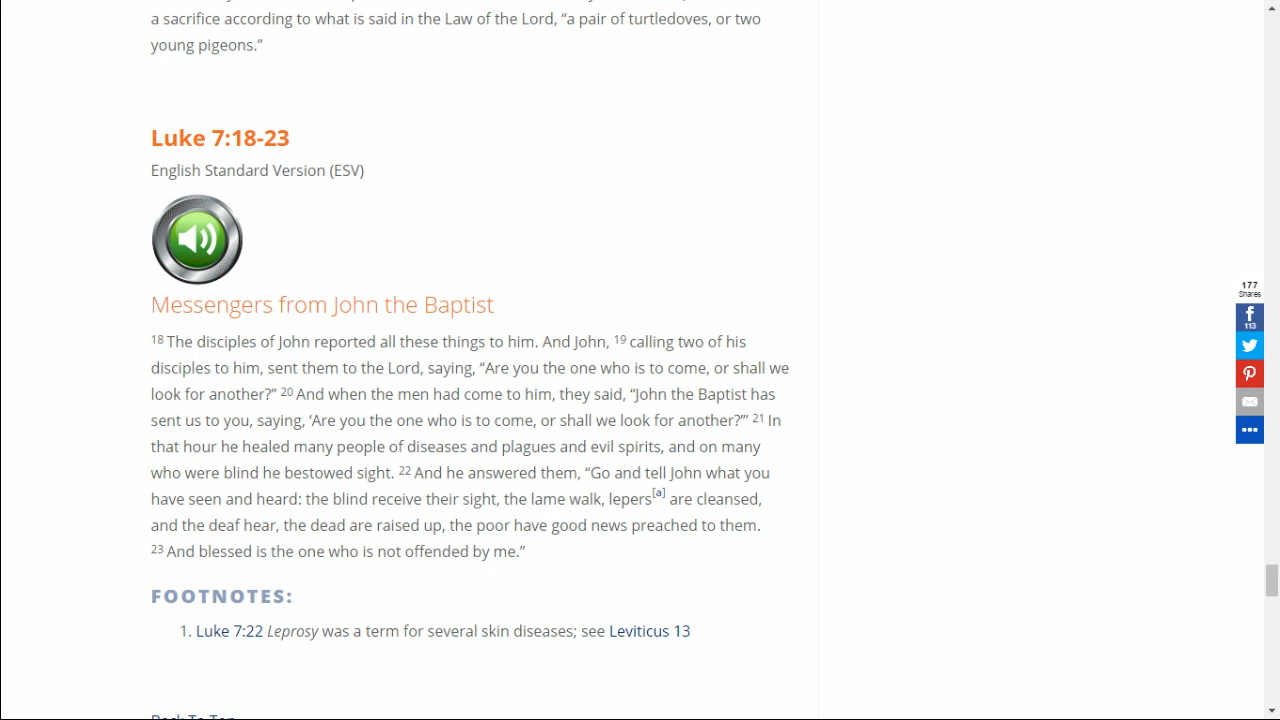 a sacrifice according to what is said in the Law of the Lord, “a pair of turtledoves, or two
young pigeons.”
Luke 7:18-23
English Standard Version (ESV)
Messengers from John the Baptist
18 The disciples of John reported all these things to him. And John, 19 calling two of his
disciples to him, sent them to the Lord, saying, “Are you the one who is to come, or shall we
look for another?” 20 And when the men had come to him, they said, “John the Baptist has
sent us to you, saying, ‘Are you the one who is to come, or shall we look for another?’” 21 In
that hour he healed many people of diseases and plagues and evil spirits, and on many
who were blind he bestowed sight. 22 And he answered them, “Go and tell John what you
have seen and heard: the blind receive their sight, the lame walk, lepers[a] are cleansed,
and the deaf hear, the dead are raised up, the poor have good news preached to them.
23 And blessed is the one who is not offended by me.”
FOOTNOTES:
1. Luke 7:22 Leprosy was a term for several skin diseases; see Leviticus 13
Back To Top
177
Shares
113